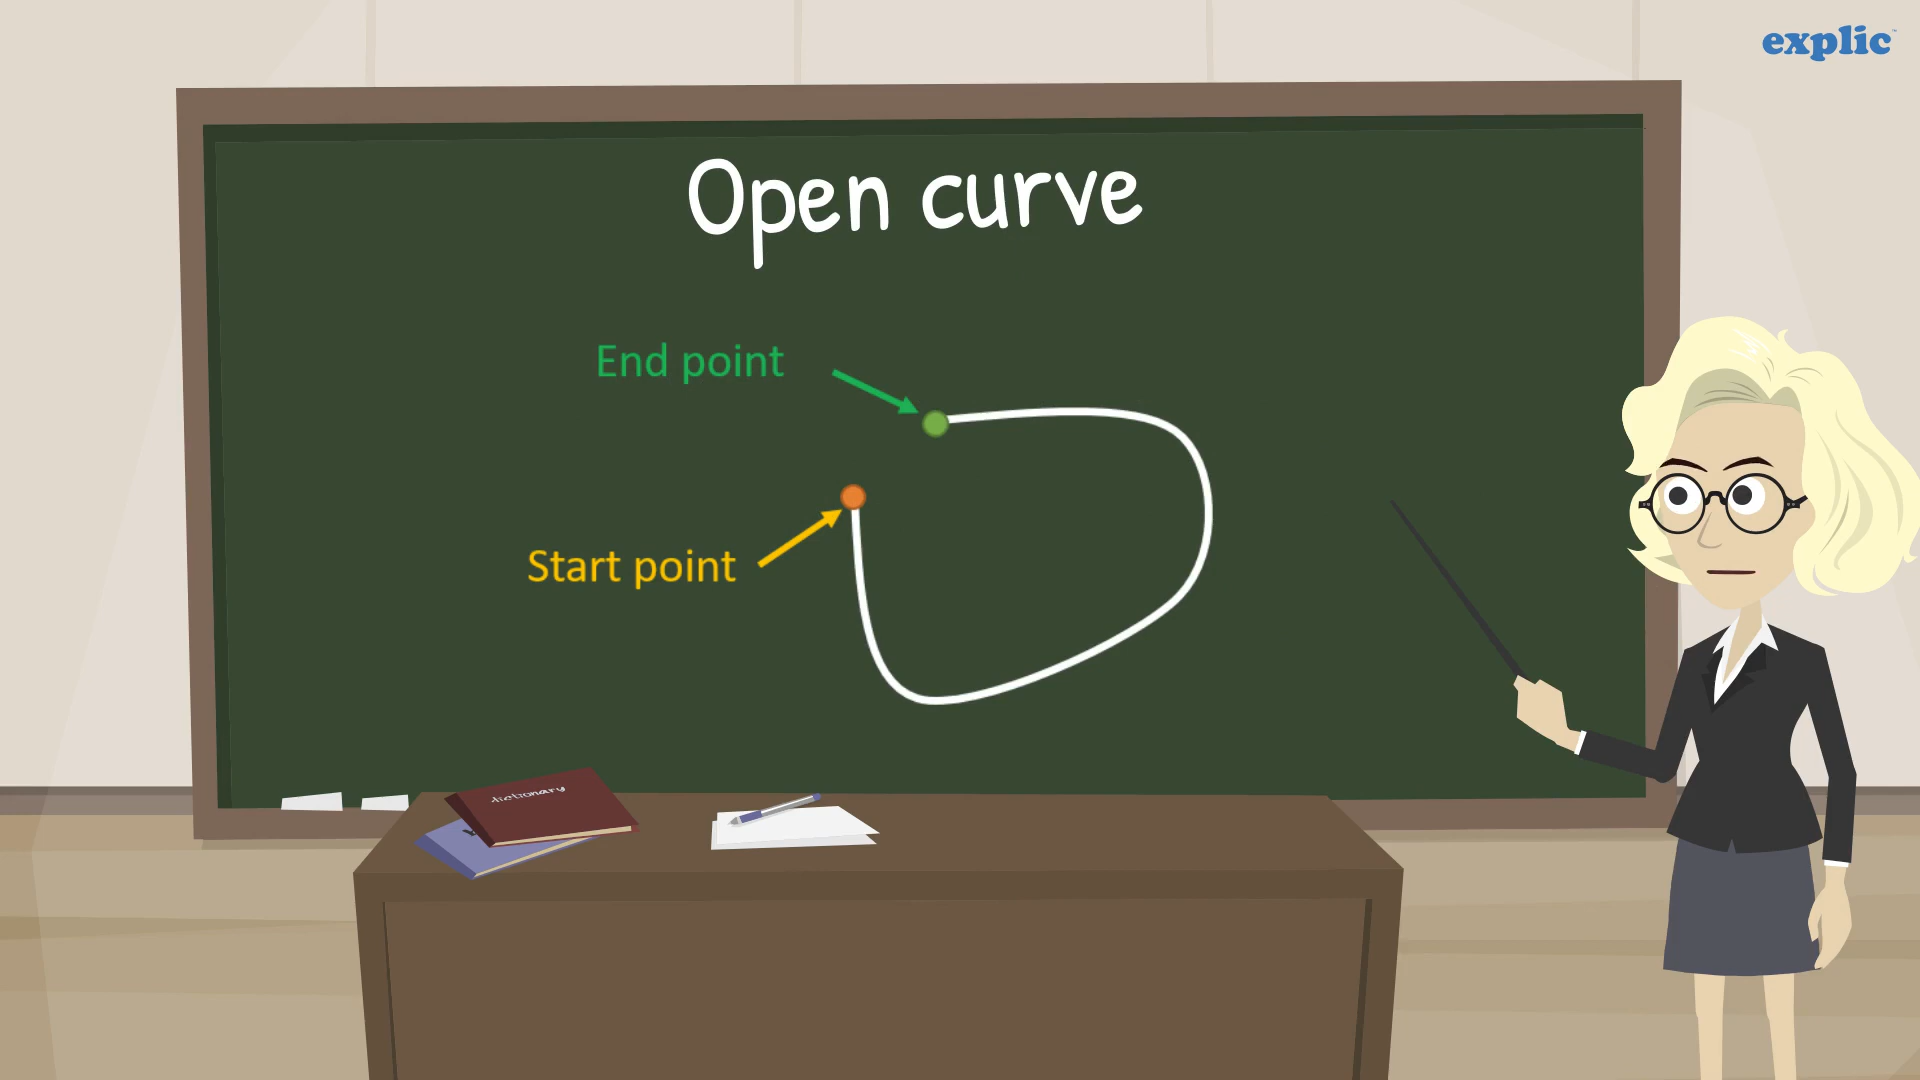 explic
Open curve
End point
Start point
dictionary